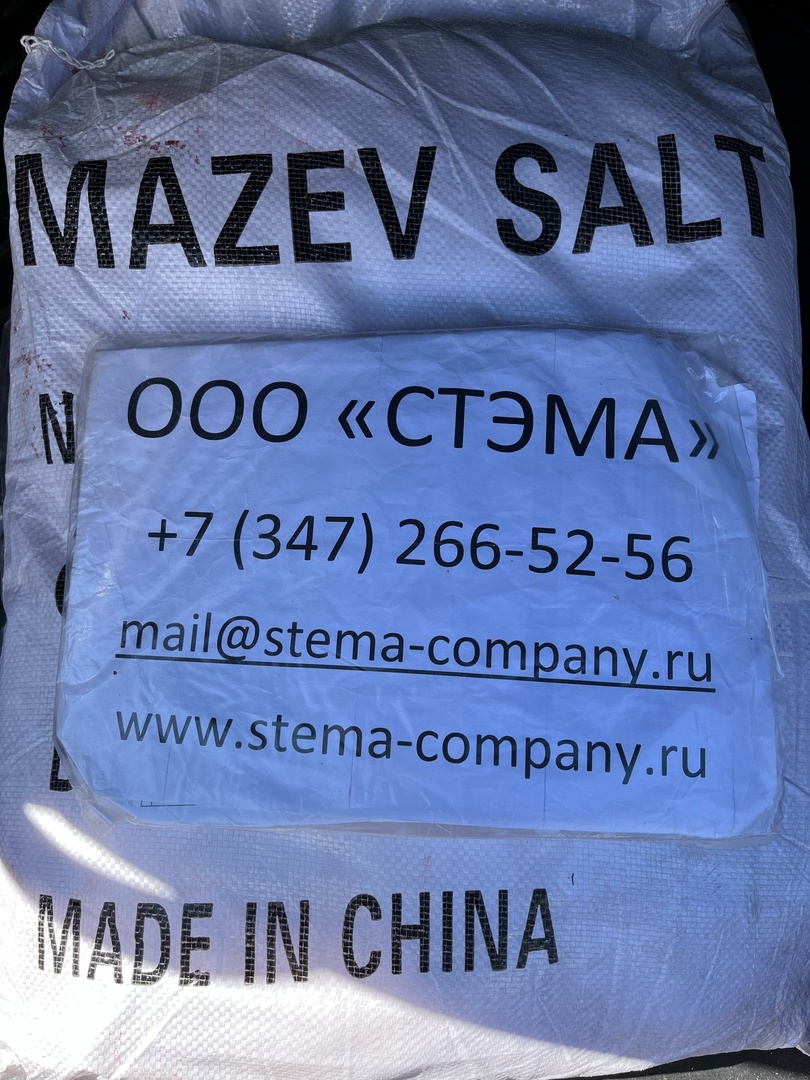 MAZEV SALT
ООО «СТЭМА»
+7 (347) 266-52-56
mail@stema-company.ru
www.stema-company.ru
MADE IN CHINA